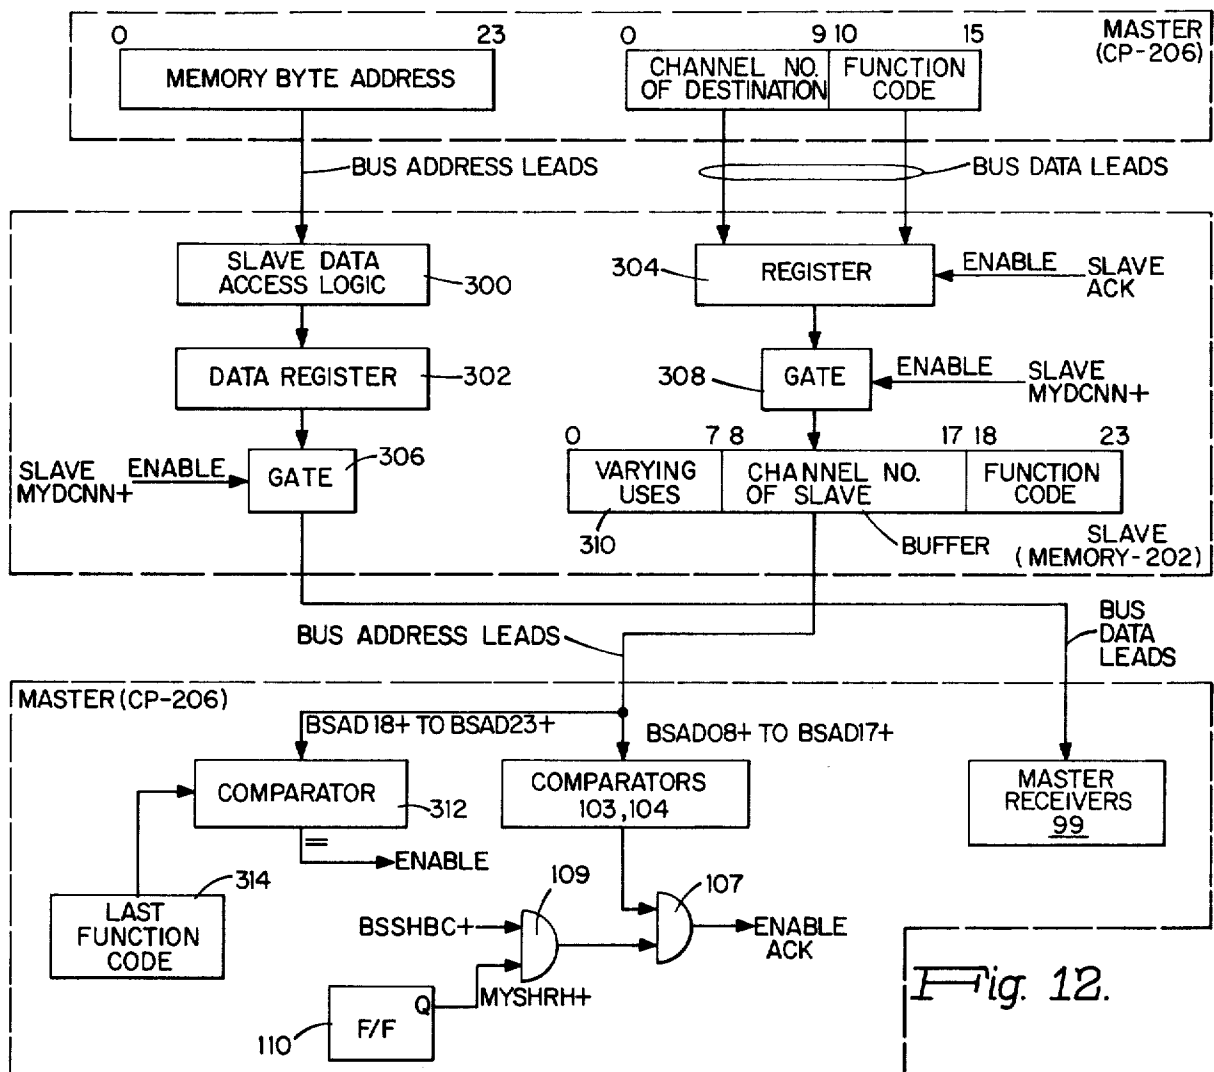 0 23 0 9 10 15
MASTER
(CP-206)
MEMORY BYTE ADDRESS
CHANNEL NO.
OF DESTINATION
FUNCTION
CODE
BUS ADDRESS LEADS
BUS DATA LEADS
SLAVE DATA
ACCESS LOGIC
300
304
REGISTER
ENABLE
SLAVE
ACK
DATA REGISTER
302
308
GATE
ENABLE
SLAVE
MYDCNN+
SLAVE
MYDCNN+
ENABLE
GATE
306
0 7 8 17 18 23
VARYING
USES
CHANNEL NO.
OF SLAVE
FUNCTION
CODE
310
BUFFER
SLAVE
(MEMORY-202)
BUS ADDRESS LEADS
BUS
DATA
LEADS
MASTER (CP-206)
BSAD18+ TO BSAD23+
BSAD08+ TO BSAD17+
COMPARATOR
312
COMPARATORS
103,104
MASTER
RECEIVERS
99
=
ENABLE
314
LAST
FUNCTION
CODE
109
107
BSSHBC+
ENABLE
ACK
MYSHRH+
Q
F/F
110
Fig. 12.